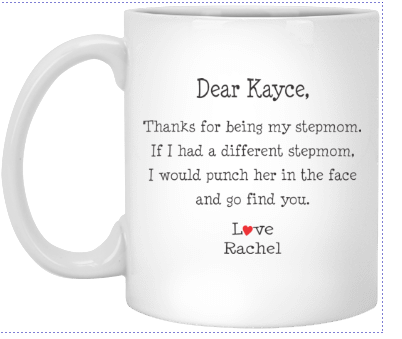 Dear Kayce,
Thanks for being my stepmom.
If I had a different stepmom,
I would punch her in the face
and go find you.
Love
Rachel